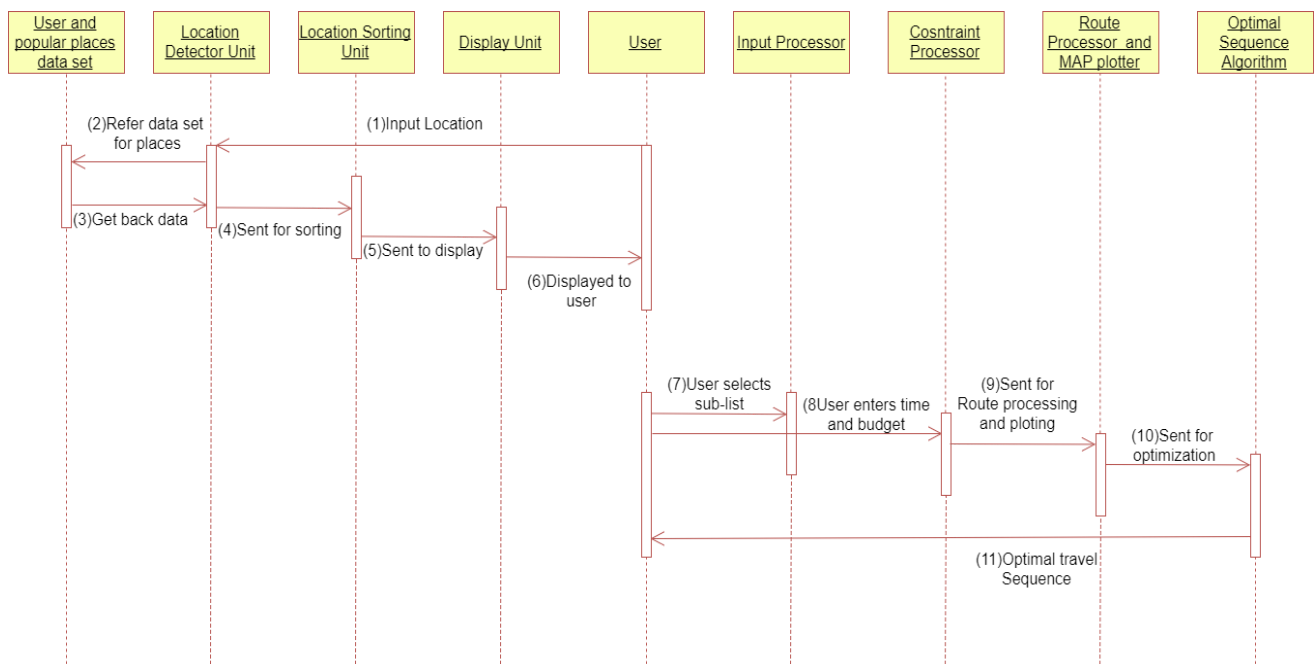 User and
popular places
data set
Location
Detector Unit
Location Sorting
Unit
Display Unit
User
Input Processor
Cosntraint
Processor
Route
Processor and
MAP plotter
Optimal
Sequence
Algorithm
(2)Refer data set
for places
(1)Input Location
(3)Get back data
(4)Sent for sorting
(5)Sent to display
(6)Displayed to
user
(7)User selects
sub-list
(8User enters time
and budget
(9)Sent for
Route processing
and ploting
(10)Sent for
optimization
(11)Optimal travel
Sequence